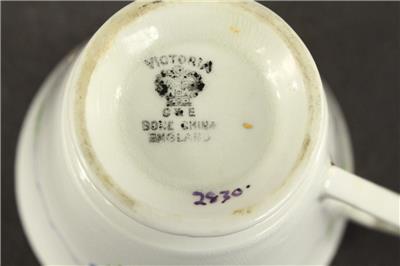 VICTORIA
C & E
BONE CHINA
ENGLAND
2830.